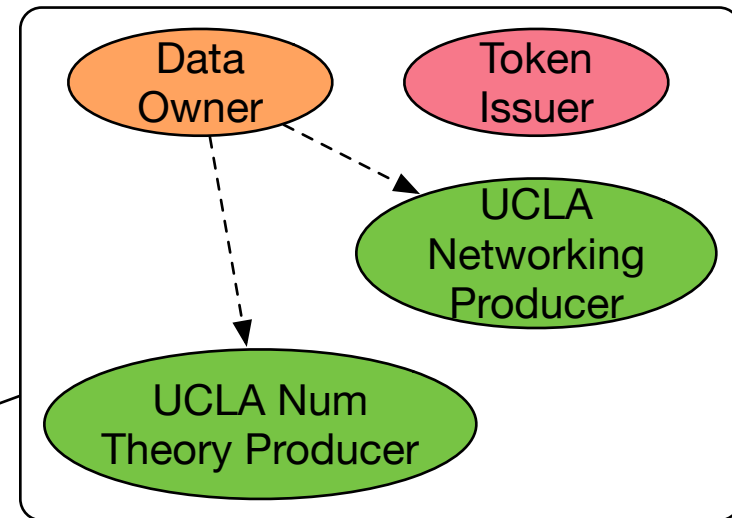 Data
Owner
Token
Issuer
UCLA
Networking
Producer
UCLA Num
Theory Producer